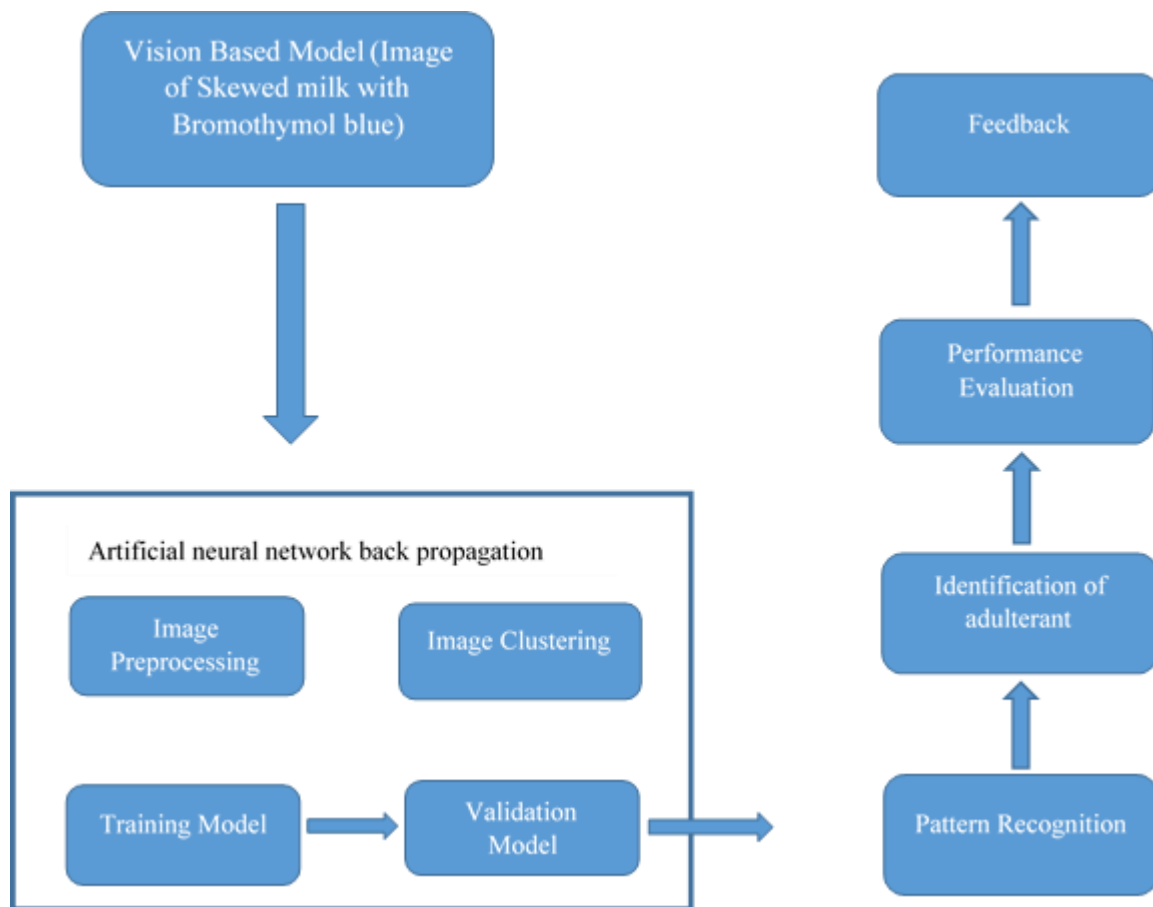 Vision Based Model (Image
of Skewed milk with
Bromothymol blue)
Artificial neural network back propagation
Image
Preprocessing
Image Clustering
Training Model
Validation
Model
Pattern Recognition
Identification of
adulterant
Performance
Evaluation
Feedback